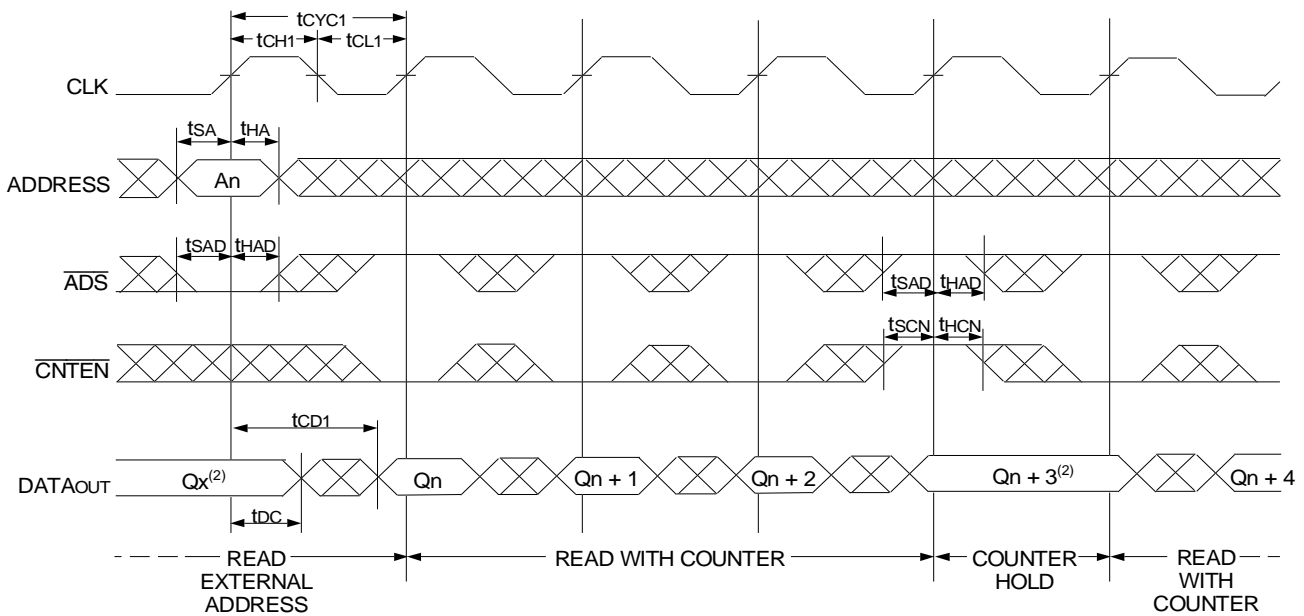 tCYC1
tCH1 tCL1
CLK
tSA tHA
ADDRESS An
tSAD tHAD
ADS
tSAD tHAD
tSCN tHCN
CNTEN
tCD1
DATAOUT Qx(2) Qn Qn + 1 Qn + 2 Qn + 3(2) Qn + 4
tDC
READ EXTERNAL ADDRESS
READ WITH COUNTER
COUNTER HOLD
READ WITH COUNTER